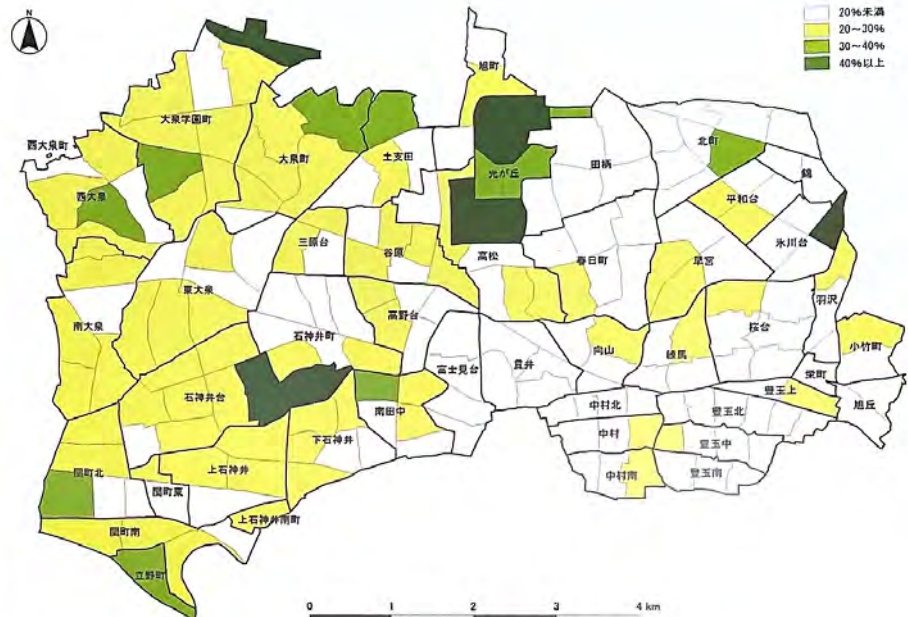 N
20%未満
20~30%
30~40%
40%以上
旭町
大泉学園町
北町
西大泉町
大泉町
土支田
田柄
錦
光が丘
西大泉
平和台
氷川台
三原台
谷原
高松
春日町
早宮
東大泉
羽沢
南大泉
石神井町
高野台
桜台
向山
練馬
小竹町
富士見台
貫井
栄町
石神井台
豊玉上
南田中
中村北
豊玉北
旭丘
下石神井
中村
豊玉中
上石神井
関町北
中村南
豊玉南
関町東
上石神井南町
関町南
立野町
0 1 2 3 4 km